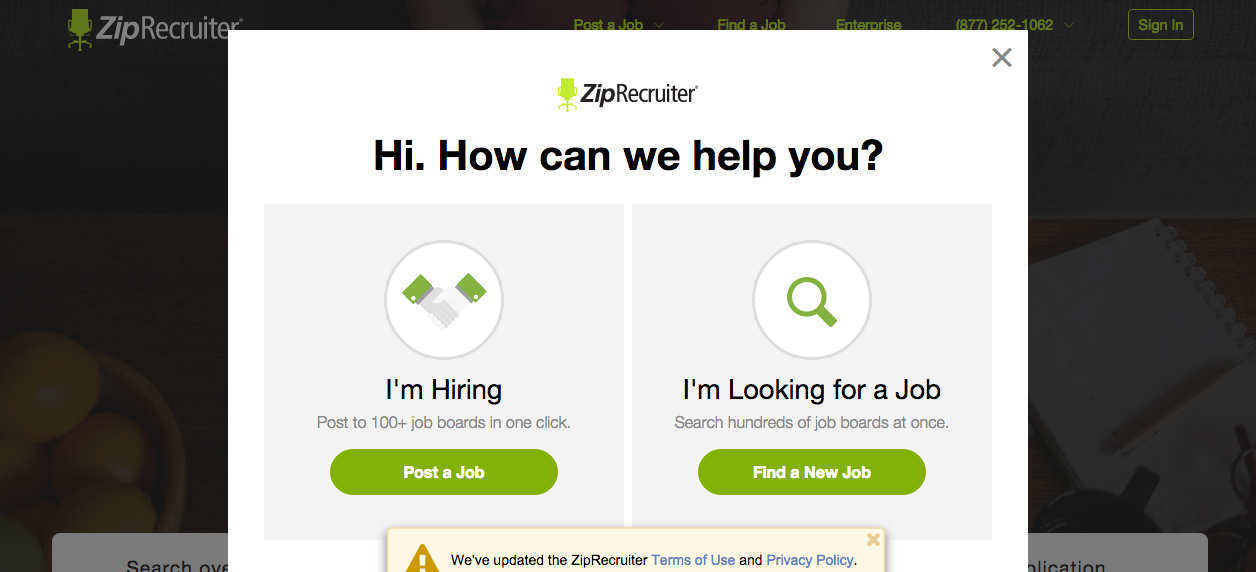 ZipRecruiter®
Post a Job
Find a Job
Enterprise
(877) 252-1062
Sign In
ZipRecruiter®
Hi. How can we help you?
I'm Hiring
Post to 100+ job boards in one click.
Post a Job
I'm Looking for a Job
Search hundreds of job boards at once.
Find a New Job
We've updated the ZipRecruiter Terms of Use and Privacy Policy.
Search